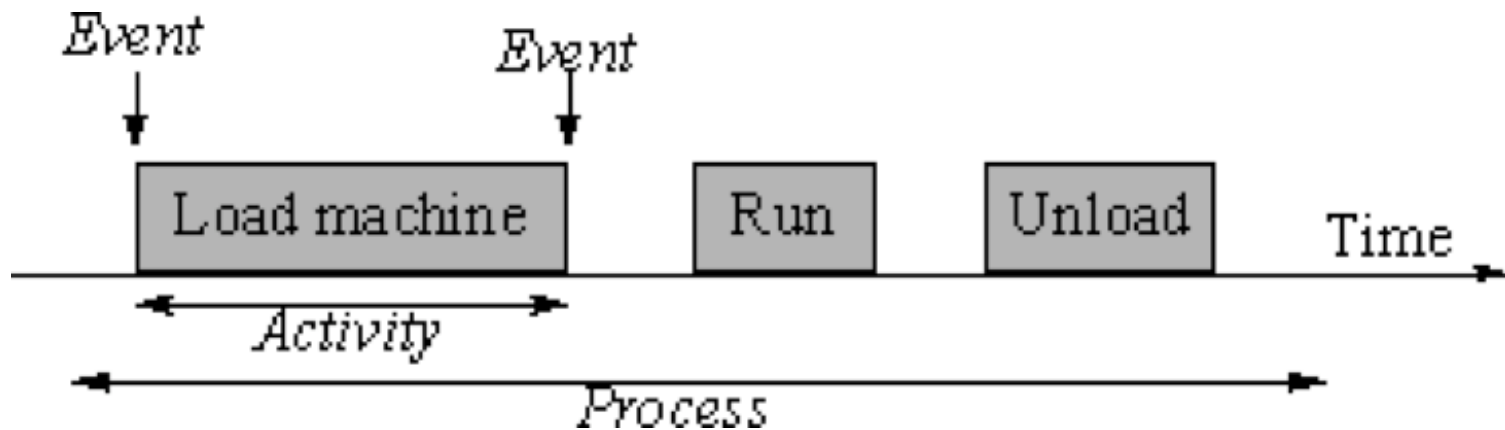 Event
Event
Load machine
Run
Unload
Time
Activity
Process